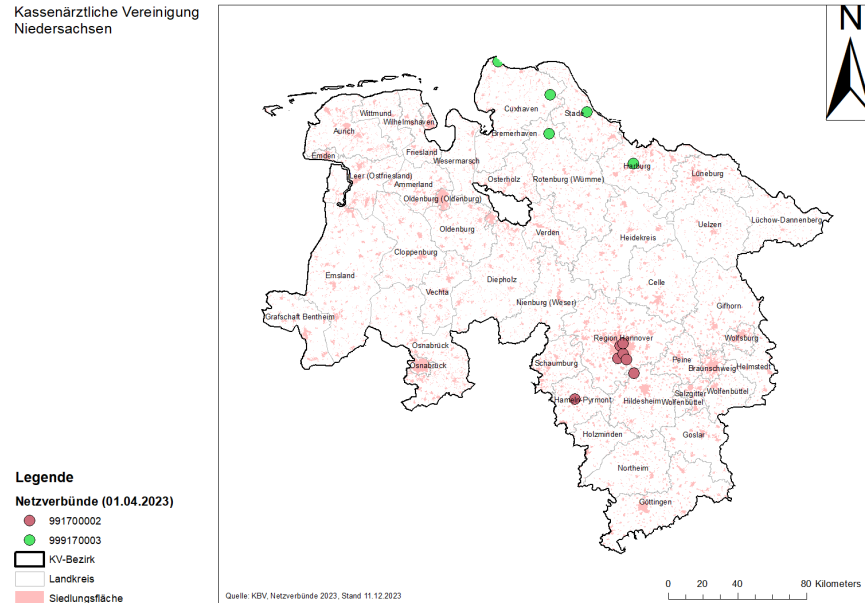 Kassenärztliche Vereinigung
Niedersachsen
N
Cuxhaven
Stade
Wittmund
Wilhelmshaven
Aurich
Bremerhaven
Emden
Friesland
Wesermarsch
Harburg
Leer (Ostfriesland)
Ammerland
Osterholz
Rotenburg (Wümme)
Lüneburg
Oldenburg (Oldenburg)
Lüchow-Dannenberg
Uelzen
Oldenburg
Verden
Heidekreis
Cloppenburg
Emsland
Diepholz
Celle
Vechta
Nienburg (Weser)
Gifhorn
Grafschaft Bentheim
Region Hannover
Wolfsburg
Osnabrück
Schaumburg
Peine
Osnabrück
Braunschweig
Helmstedt
Salzgitter
Wolfenbüttel
Hameln-Pyrmont
Hildesheim
Wolfenbüttel
Holzminden
Goslar
Northeim
Göttingen
Legende
Netzverbünde (01.04.2023)
991700002
999170003
KV-Bezirk
Landkreis
Siedlungsfläche
Quelle: KBV, Netzverbünde 2023, Stand 11.12.2023
0 20 40 80 Kilometers